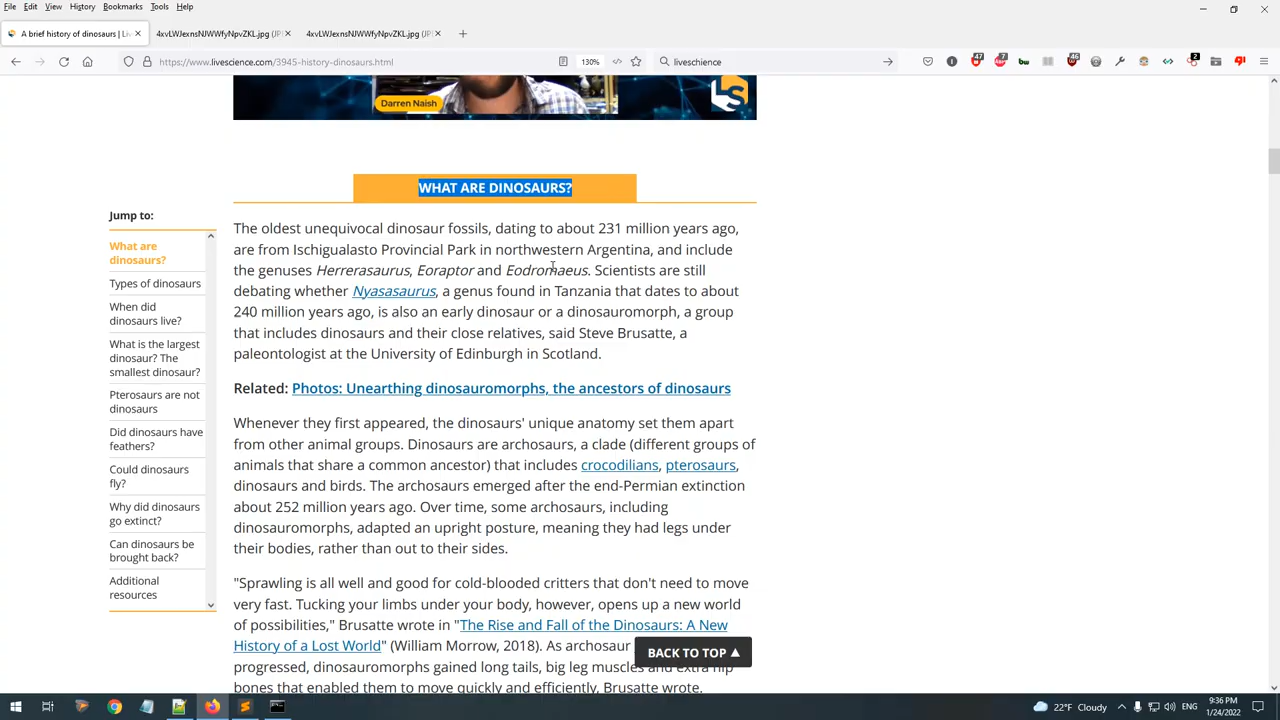 File Edit View History Bookmarks Tools Help
A brief history of dinosaurs | Li
4xvLWJexnsNJWWfyNpvZKL.jpg (JP
4xvLWJexnsNJWWfyNpvZKL.jpg (JP
https://www.livescience.com/3945-history-dinosaurs.html
130%
liveschience
47
7
46
2
Darren Naish
LS
WHAT ARE DINOSAURS?
Jump to:
What are
dinosaurs?
Types of dinosaurs
When did
dinosaurs live?
What is the largest
dinosaur? The
smallest dinosaur?
Pterosaurs are not
dinosaurs
Did dinosaurs have
feathers?
Could dinosaurs
fly?
Why did dinosaurs
go extinct?
Can dinosaurs be
brought back?
Additional
resources
The oldest unequivocal dinosaur fossils, dating to about 231 million years ago,
are from Ischigualasto Provincial Park in northwestern Argentina, and include
the genuses Herrerasaurus, Eoraptor and Eodromaeus. Scientists are still
debating whether Nyasasaurus, a genus found in Tanzania that dates to about
240 million years ago, is also an early dinosaur or a dinosauromorph, a group
that includes dinosaurs and their close relatives, said Steve Brusatte, a
paleontologist at the University of Edinburgh in Scotland.
Related: Photos: Unearthing dinosauromorphs, the ancestors of dinosaurs
Whenever they first appeared, the dinosaurs' unique anatomy set them apart
from other animal groups. Dinosaurs are archosaurs, a clade (different groups of
animals that share a common ancestor) that includes crocodilians, pterosaurs,
dinosaurs and birds. The archosaurs emerged after the end-Permian extinction
about 252 million years ago. Over time, some archosaurs, including
dinosauromorphs, adapted an upright posture, meaning they had legs under
their bodies, rather than out to their sides.
"Sprawling is all well and good for cold-blooded critters that don't need to move
very fast. Tucking your limbs under your body, however, opens up a new world
of possibilities," Brusatte wrote in "The Rise and Fall of the Dinosaurs: A New
History of a Lost World" (William Morrow, 2018). As archosaur
progressed, dinosauromorphs gained long tails, big leg muscles and extra hip
bones that enabled them to move quickly and efficiently, Brusatte wrote.
BACK TO TOP
22°F Cloudy
ENG
9:36 PM
1/24/2022